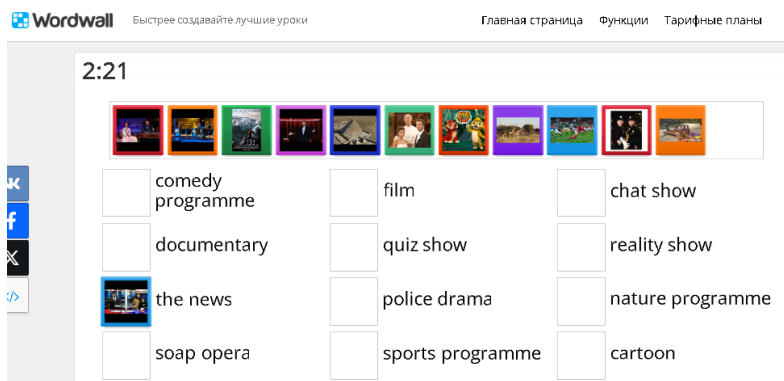 Wordwall
Быстрее создавайте лучшие уроки
Главная страница
Функции
Тарифные планы
2:21
comedy
programme
film
chat show
documentary
quiz show
reality show
the news
police drama
nature programme
soap opera
sports programme
cartoon